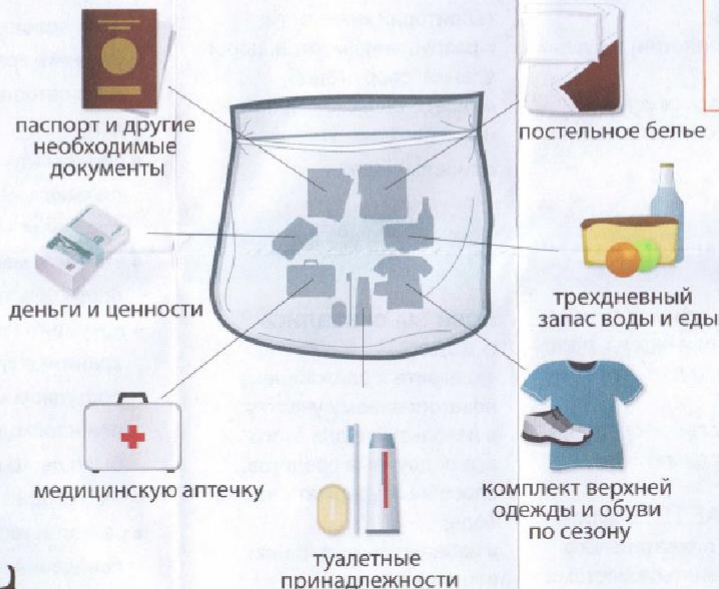 паспорт и другие
необходимые
документы
постельное белье
деньги и ценности
трехдневный
запас воды и еды
медицинскую аптечку
комплект верхней
одежды и обуви
по сезону
туалетные
принадлежности